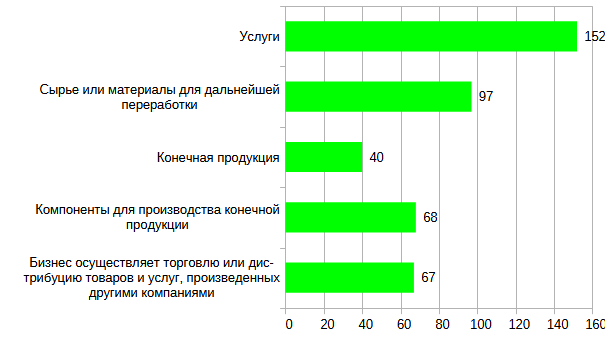 Услуги
152
Сырье или материалы для дальнейшей
переработки
97
Конечная продукция
40
Компоненты для производства конечной
продукции
68
Бизнес осуществляет торговлю или дис-
трибуцию товаров и услуг, произведенных
другими компаниями
67
0 20 40 60 80 100 120 140 160